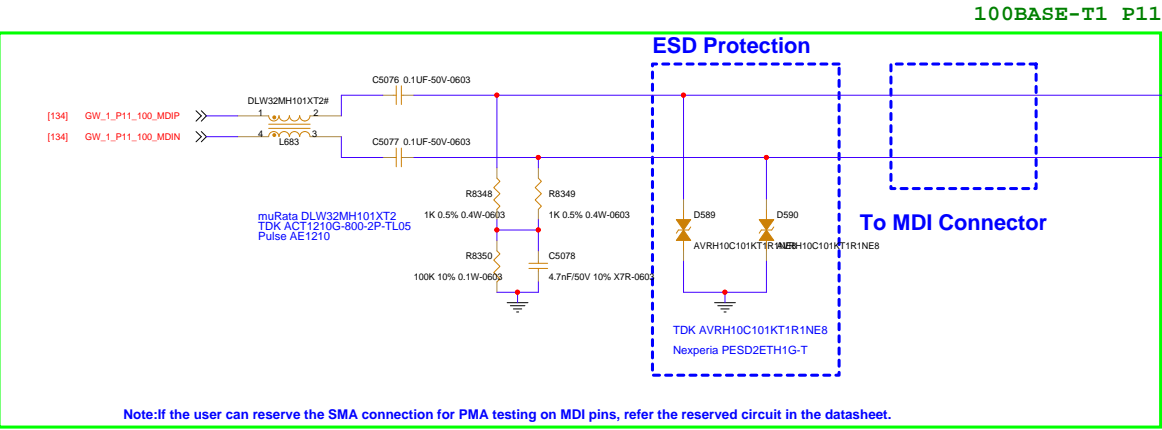 100BASE-T1 P11
ESD Protection
C5076 0.1UF-50V-0603
DLW32MH101XT2#
[134] GW_1_P11_100_MDIP
1 2
[134] GW_1_P11_100_MDIN
4 3
L683
C5077 0.1UF-50V-0603
R8348
R8349
1K 0.5% 0.4W-0603
1K 0.5% 0.4W-0603
muRata DLW32MH101XT2
TDK ACT1210G-800-2P-TL05
Pulse AE1210
D589
D590
To MDI Connector
AVRH10C101KT1R1NE8
AVRH10C101KT1R1NE8
R8350
C5078
100K 10% 0.1W-0603
4.7nF/50V 10% X7R-0603
TDK AVRH10C101KT1R1NE8
Nexperia PESD2ETH1G-T
Note:If the user can reserve the SMA connection for PMA testing on MDI pins, refer the reserved circuit in the datasheet.